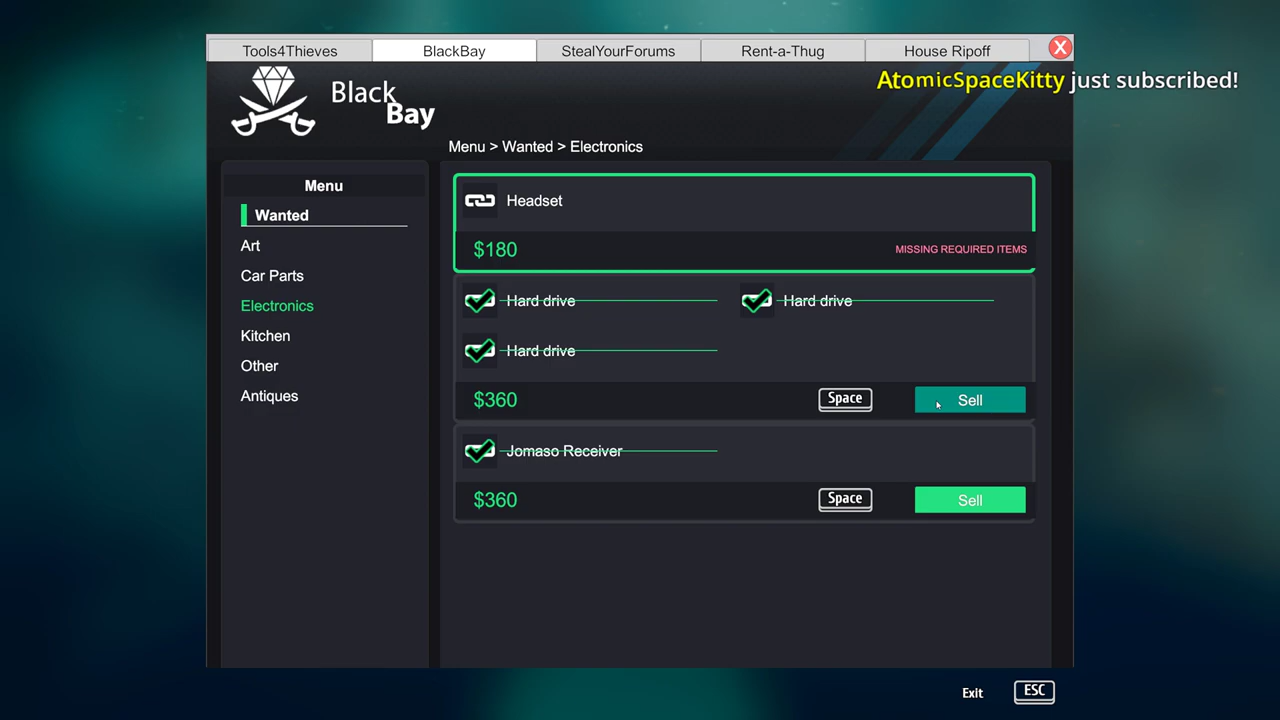 Tools4Thieves
BlackBay
StealYourForums
Rent-a-Thug
House Ripoff
X
AtomicSpaceKitty just subscribed!
Black
Bay
Menu > Wanted > Electronics
Menu
Wanted
Art
Car Parts
Electronics
Kitchen
Other
Antiques
Headset
$180
MISSING REQUIRED ITEMS
Hard drive
Hard drive
Hard drive
$360
Space
Sell
Jomaso Receiver
$360
Space
Sell
Exit
ESC